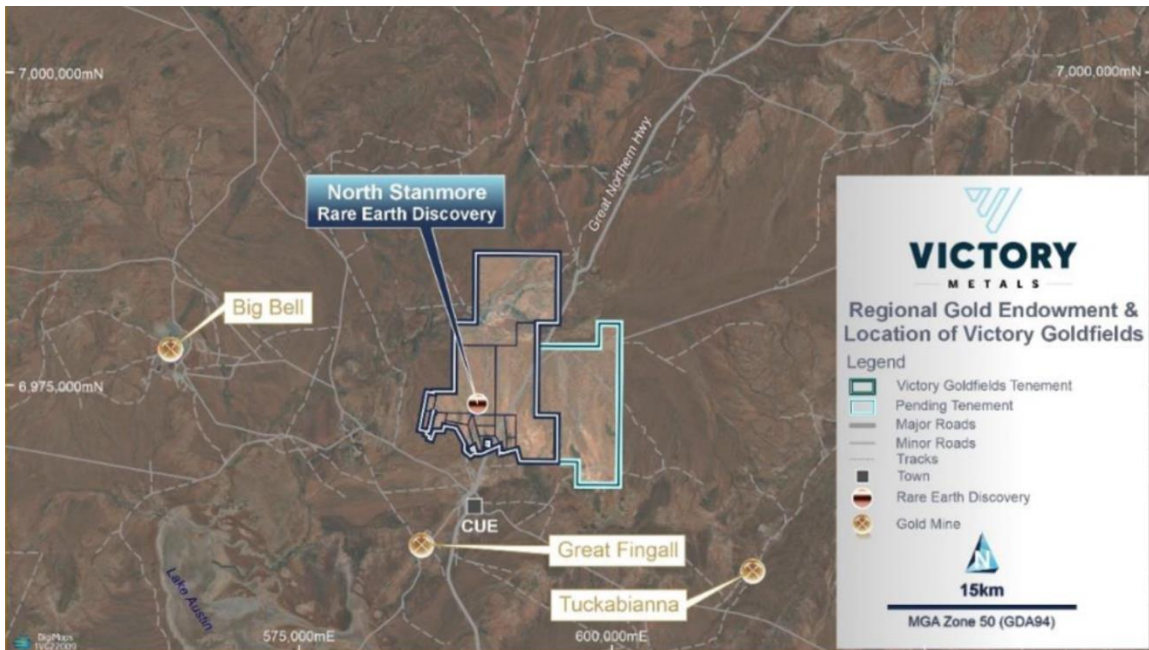 7,000,000mN
7,000,000mN
Great Northern Hwy
North Stanmore
Rare Earth Discovery
Big Bell
6,975,000mN
CUE
Great Fingall
Tuckabianna
Lake Austin
575,000mE
600,000mE
BigMaps
1VC22009
VICTORY
METALS
Regional Gold Endowment &
Location of Victory Goldfields
Legend
Victory Goldfields Tenement
Pending Tenement
Major Roads
Minor Roads
Tracks
Town
Rare Earth Discovery
Gold Mine
N
15km
MGA Zone 50 (GDA94)